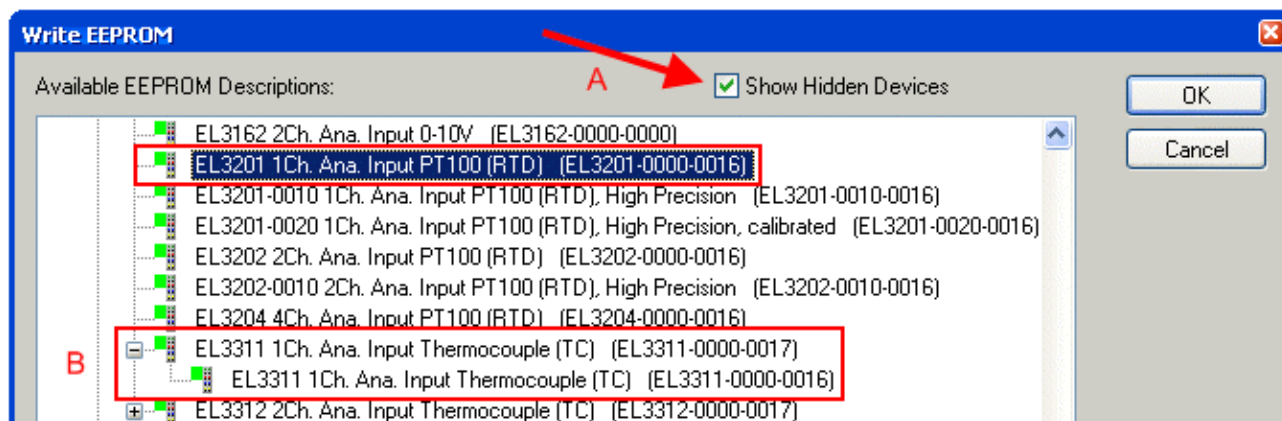 Write EEPROM
A
Available EEPROM Descriptions:
Show Hidden Devices
OK
EL3162 2Ch. Ana. Input 0-10V (EL3162-0000-0000)
Cancel
EL3201 1Ch. Ana. Input PT100 (RTD) (EL3201-0000-0016)
EL3201-0010 1Ch. Ana. Input PT100 (RTD), High Precision (EL3201-0010-0016)
EL3201-0020 1Ch. Ana. Input PT100 (RTD), High Precision, calibrated (EL3201-0020-0016)
EL3202 2Ch. Ana. Input PT100 (RTD) (EL3202-0000-0016)
EL3202-0010 2Ch. Ana. Input PT100 (RTD), High Precision (EL3202-0010-0016)
EL3204 4Ch. Ana. Input PT100 (RTD) (EL3204-0000-0016)
B
EL3311 1Ch. Ana. Input Thermocouple (TC) (EL3311-0000-0017)
EL3311 1Ch. Ana. Input Thermocouple (TC) (EL3311-0000-0016)
EL3312 2Ch. Ana. Input Thermocouple (TC) (EL3312-0000-0017)